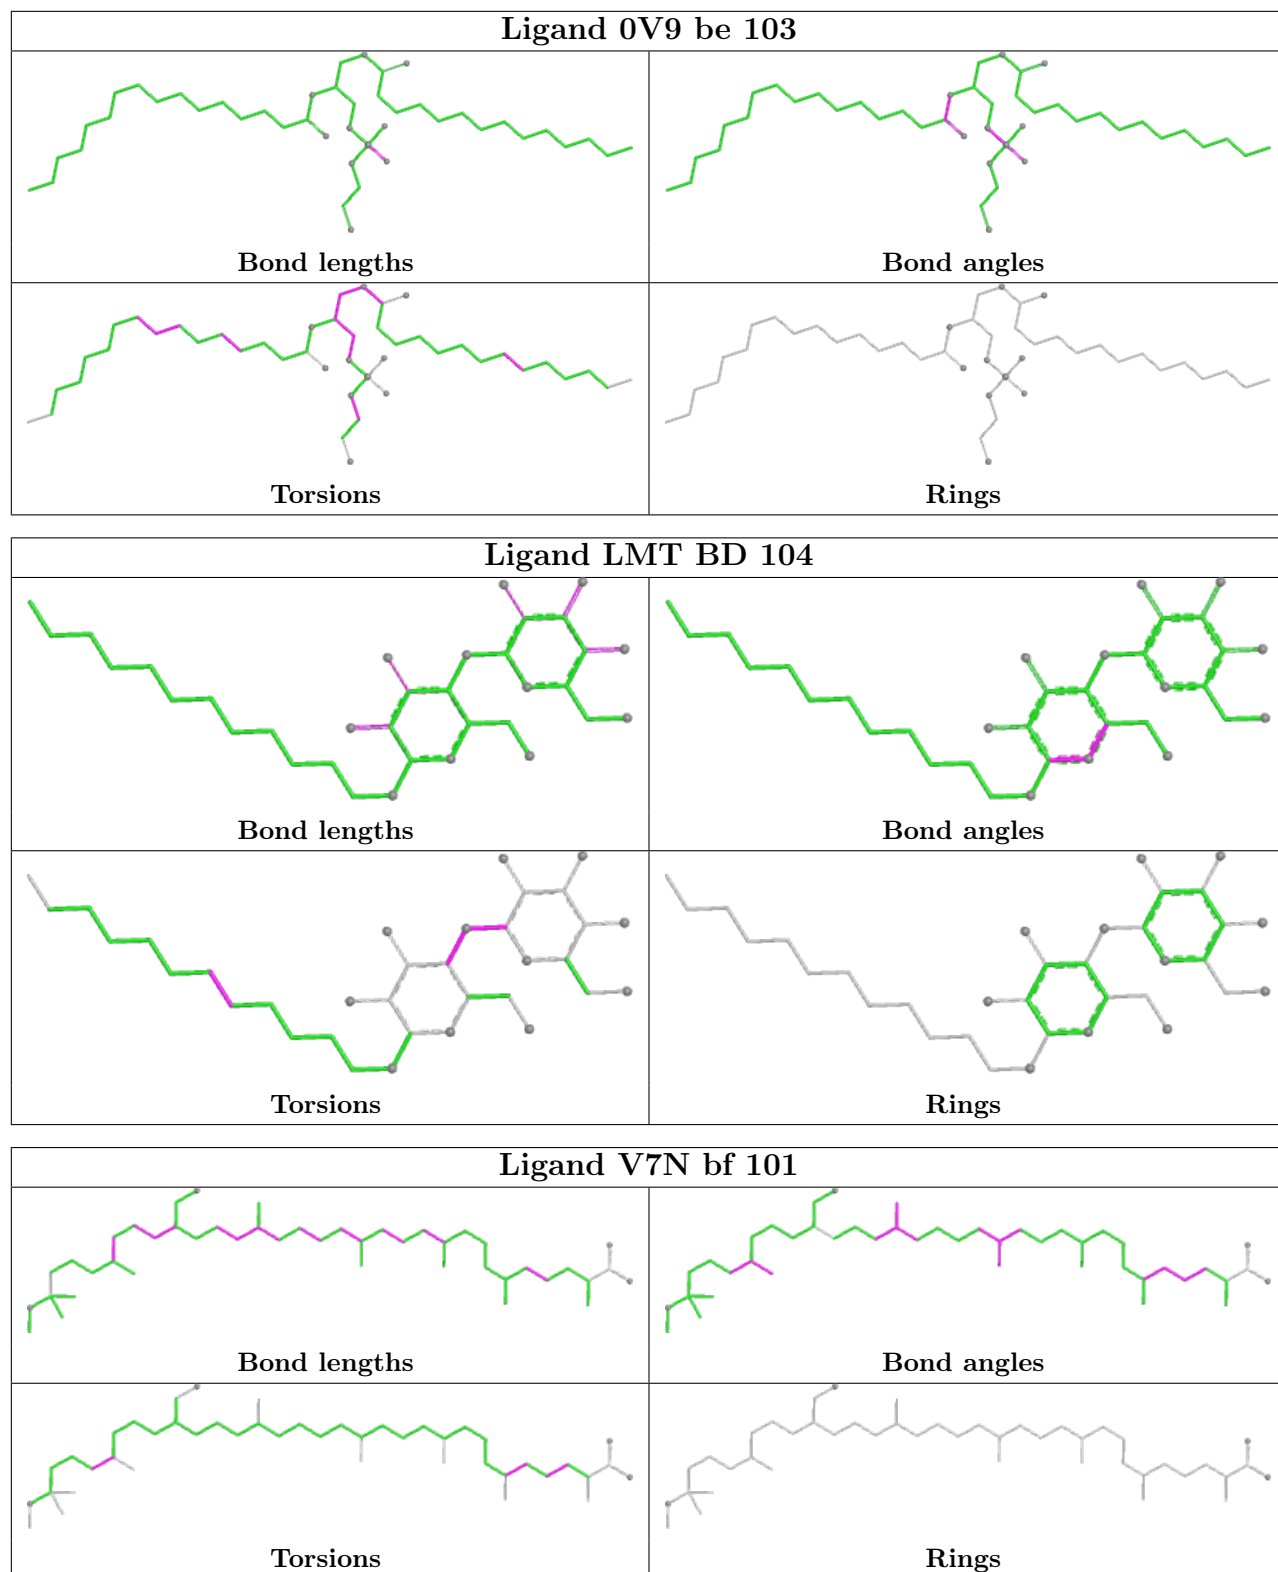 Ligand 0V9 be 103
Bond lengths
Bond angles
Torsions
Rings
Ligand LMT BD 104
Bond lengths
Bond angles
Torsions
Rings
Ligand V7N bf 101
Bond lengths
Bond angles
Torsions
Rings